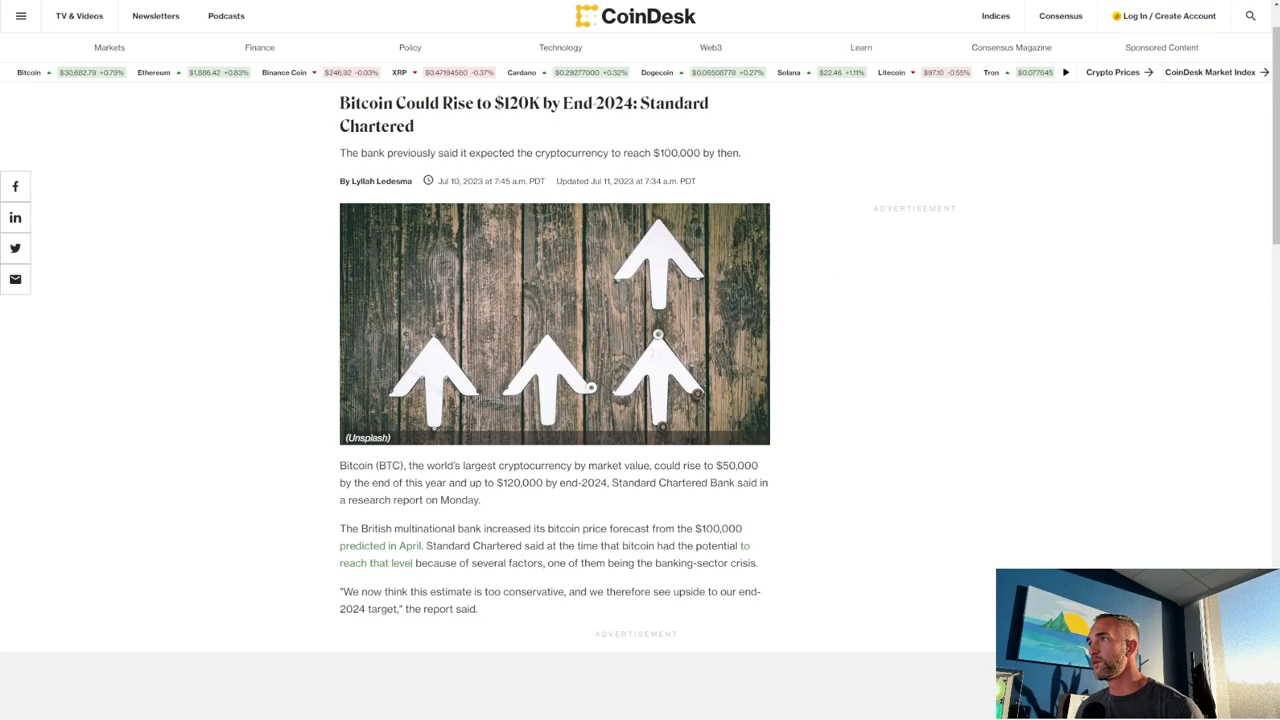 TV & Videos Newsletters Podcasts CoinDesk Indices Consensus Log In / Create Account
Markets Finance Policy Technology Web3 Learn Consensus Magazine Sponsored Content
Bitcoin $30,682.79 +0.79% Ethereum $1,886.42 +0.83% Binance Coin $246.92 -0.03% XRP $0.47194560 -0.37% Cardano $0.29277000 +0.32% Dogecoin $0.06508778 +0.27% Solana $22.46 +1.11% Litecoin $97.10 -0.55% Tron $0.077645 Crypto Prices CoinDesk Market Index
Bitcoin Could Rise to $120K by End-2024: Standard
Chartered
The bank previously said it expected the cryptocurrency to reach $100,000 by then.
By Lyllah Ledesma Jul 10, 2023 at 7:45 a.m. PDT Updated Jul 11, 2023 at 7:34 a.m. PDT
ADVERTISEMENT
(Unsplash)
Bitcoin (BTC), the world's largest cryptocurrency by market value, could rise to $50,000
by the end of this year and up to $120,000 by end-2024, Standard Chartered Bank said in
a research report on Monday.
The British multinational bank increased its bitcoin price forecast from the $100,000
predicted in April. Standard Chartered said at the time that bitcoin had the potential to
reach that level because of several factors, one of them being the banking-sector crisis.
"We now think this estimate is too conservative, and we therefore see upside to our end-
2024 target," the report said.
ADVERTISEMENT